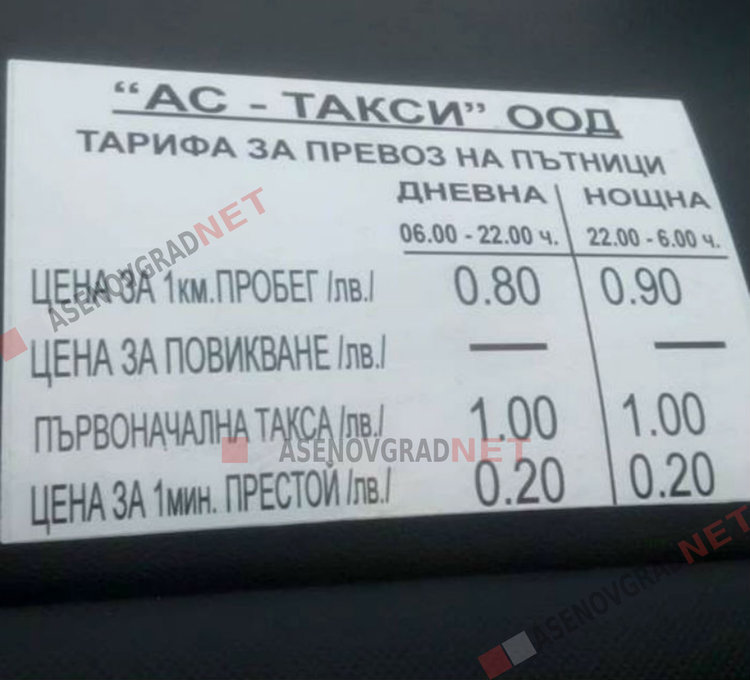 “АС - ТАКСИ” ООД
ТАРИФА ЗА ПРЕВОЗ НА ПЪТНИЦИ
ДНЕВНА НОЩНА
06.00 - 22.00 ч. 22.00 - 6.00 ч.
ЦЕНА ЗА 1км.ПРОБЕГ /лв./ 0.80 0.90
ЦЕНА ЗА ПОВИКВАНЕ /лв./ — —
ПЪРВОНАЧАЛНА ТАКСА /лв./ 1.00 1.00
ЦЕНА ЗА 1мин. ПРЕСТОЙ /лв./ 0.20 0.20
ASENOVGRADNET
ASENOVGRADNET
ASENOVGRADNET